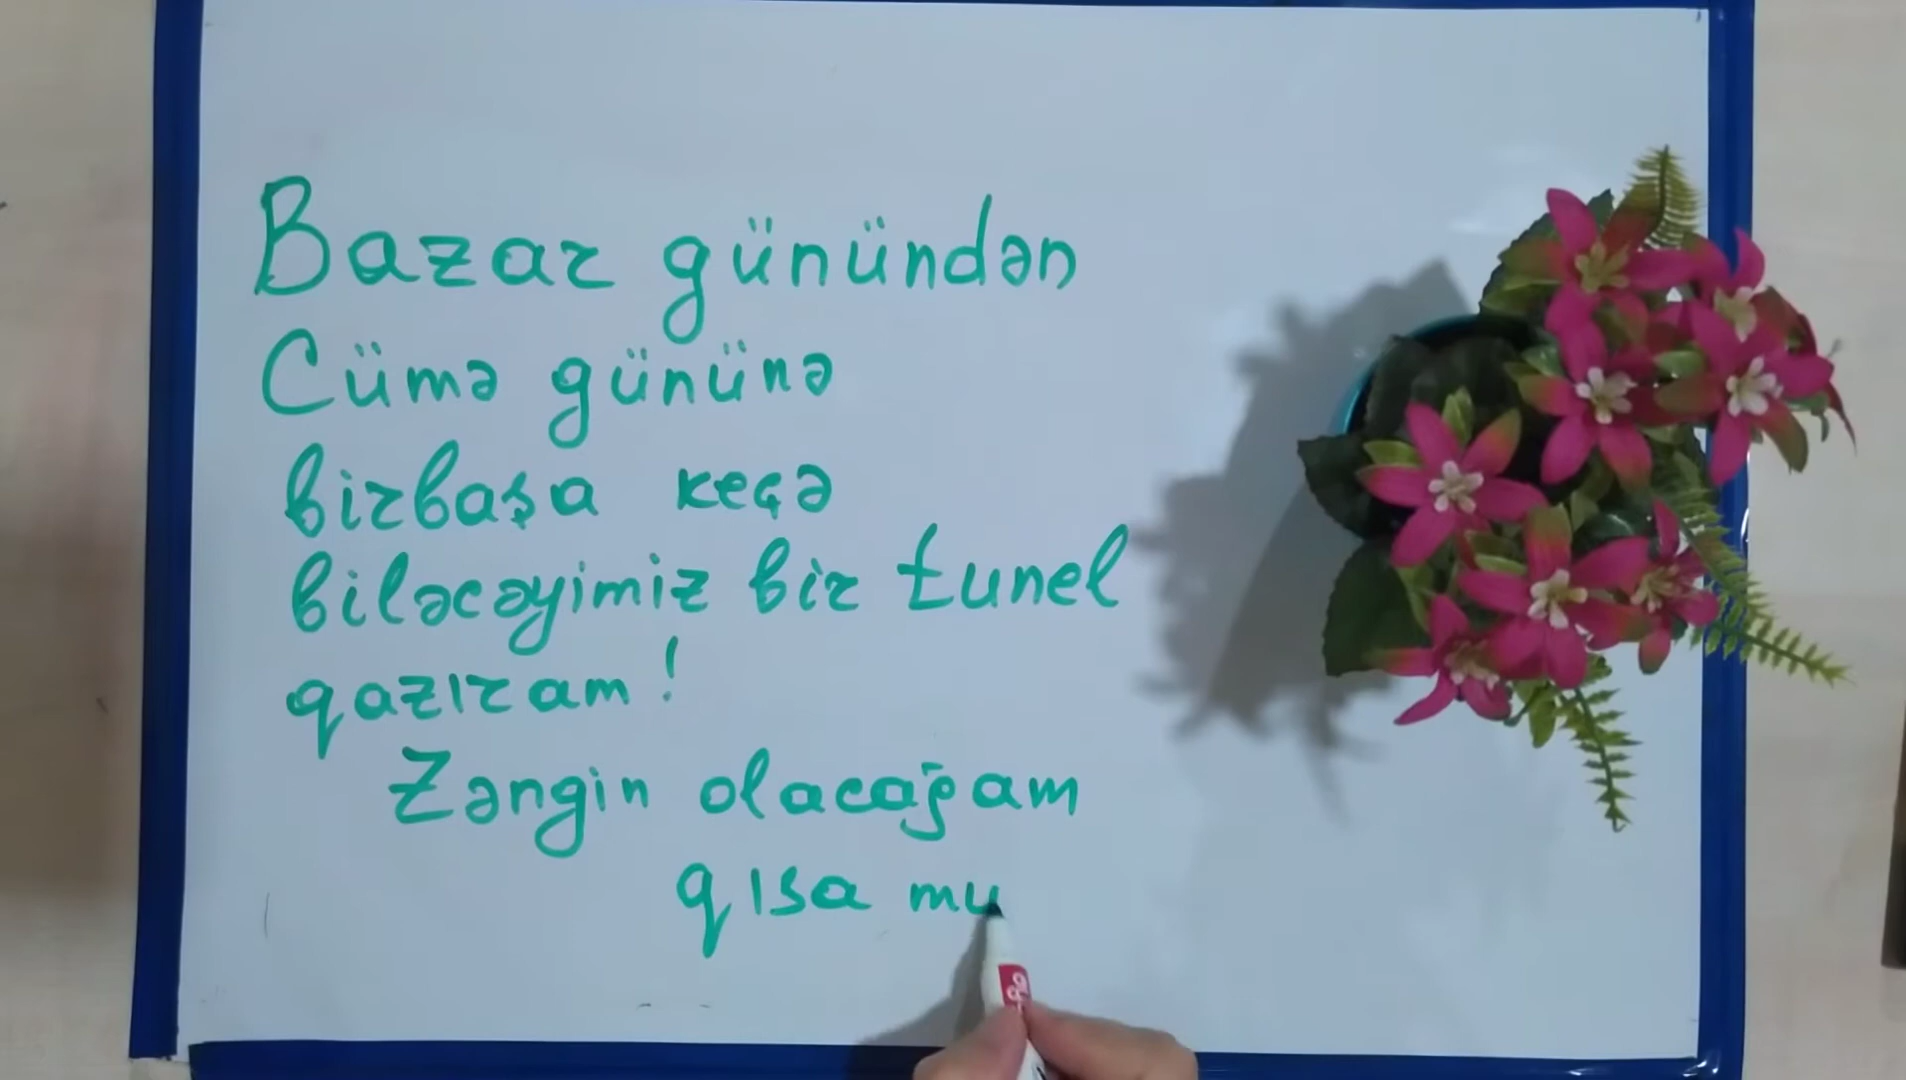 Bazar günündən
Cümə gününə
birbaşa keçə
biləcəyimiz bir tunel
qazıram!
Zəngin olacağam
qısa mu